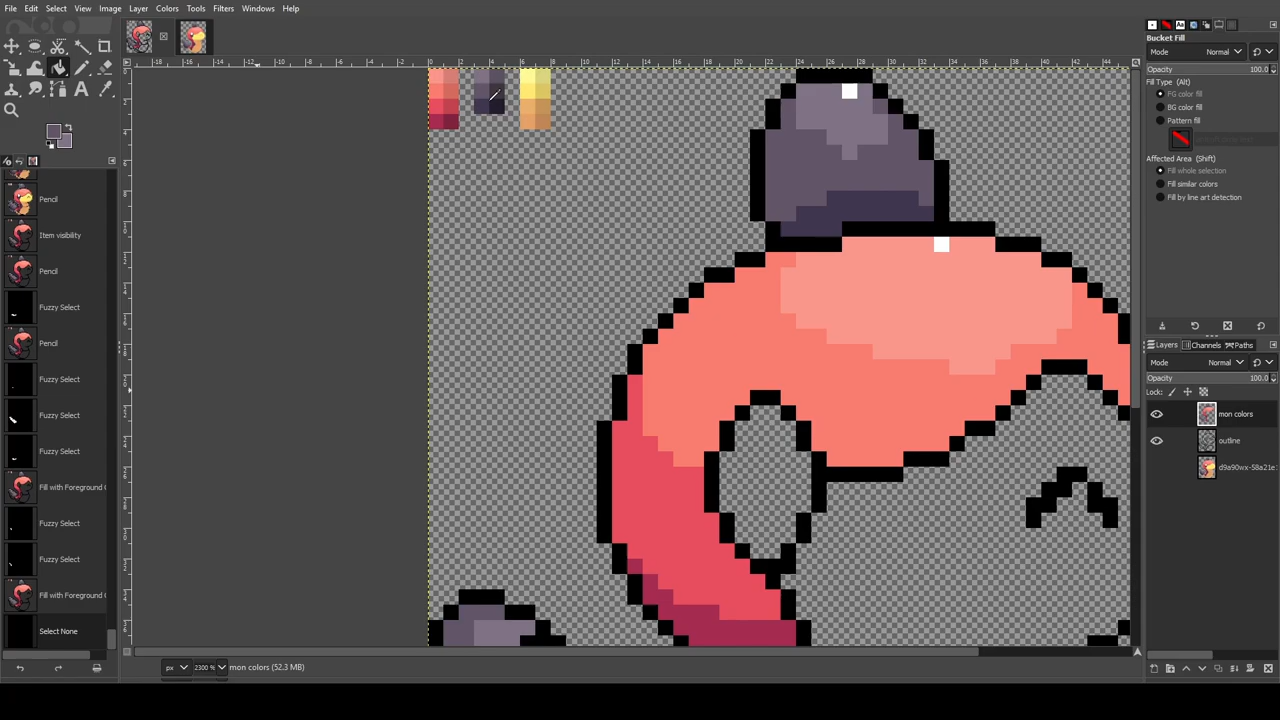 File Edit Select View Image Layer Colors Tools Filters Windows Help
Bucket Fill
Mode Normal
Opacity 100.0
Fill Type (Alt)
FG color fill
BG color fill
Pattern fill
Affected Area (Shift)
Fill whole selection
Fill similar colors
Fill by line art detection
Pencil
Item visibility
Pencil
Fuzzy Select
Pencil
Fuzzy Select
Fuzzy Select
Fuzzy Select
Fill with Foreground C
Fuzzy Select
Fuzzy Select
Fill with Foreground C
Select None
Layers Channels Paths
Mode Normal
Opacity 100.0
Lock:
mon colors
outline
d9a90wx-58a21e
px 2300 % mon colors (52.3 MB)